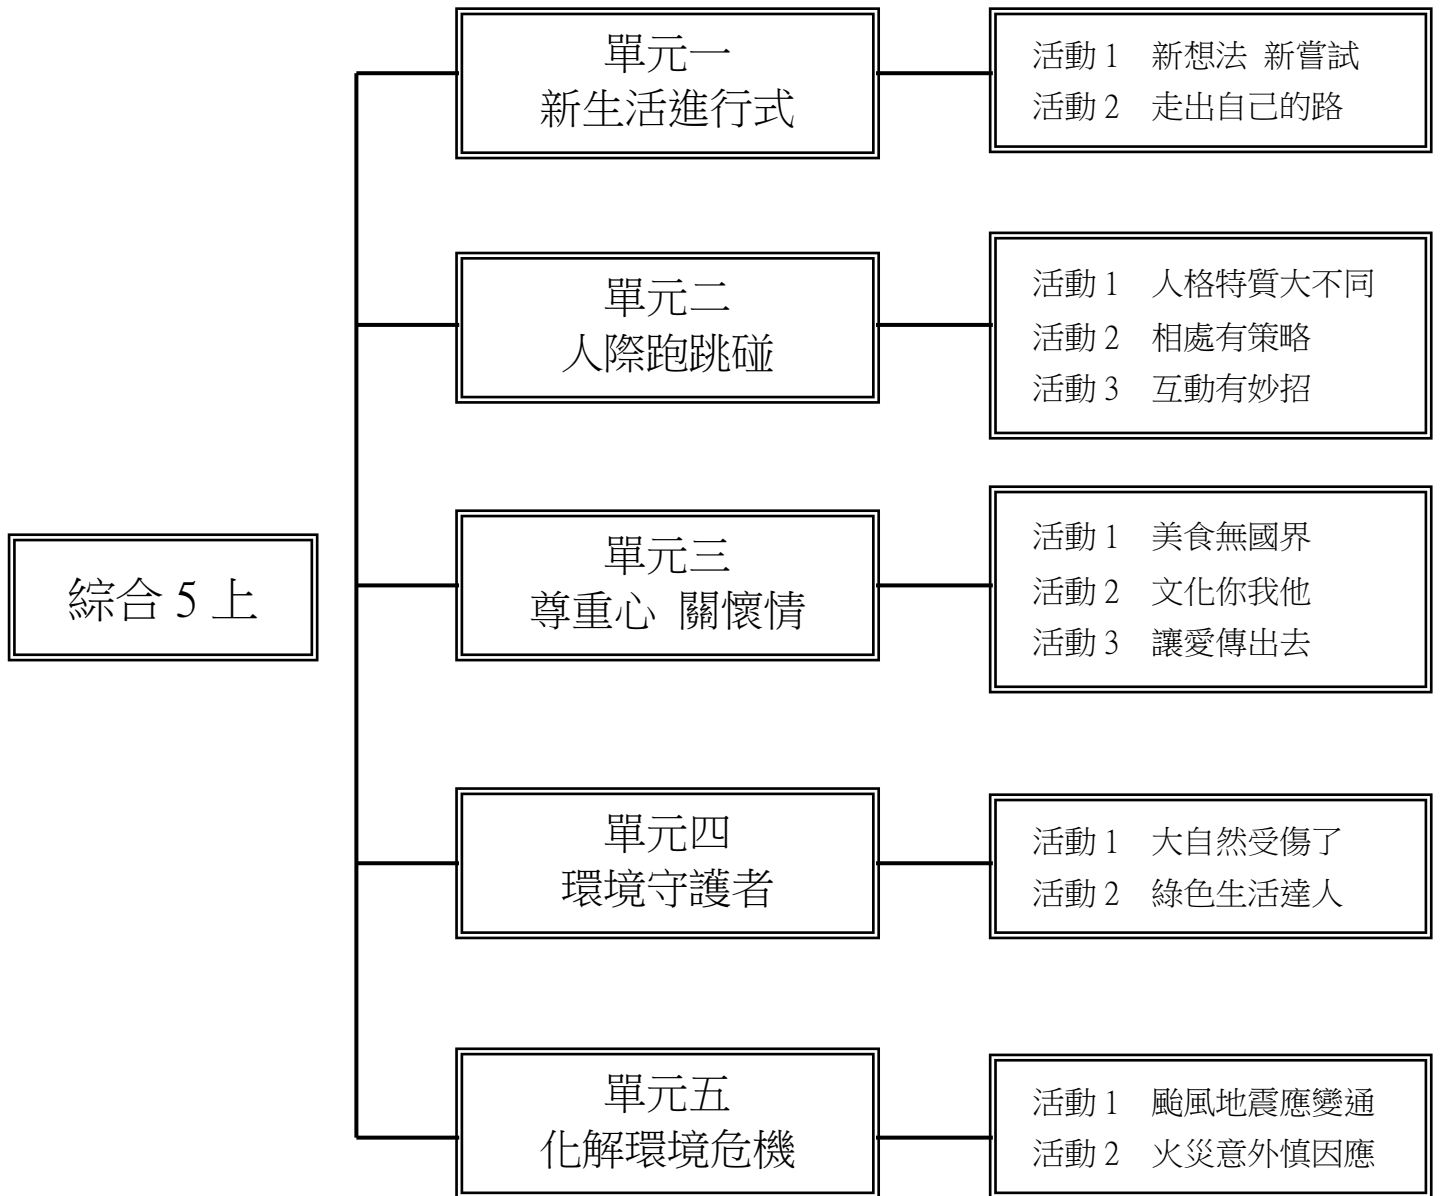 綜合 5 上
單元一
新生活進行式
活動 1 新想法 新嘗試
活動 2 走出自己的路
單元二
人際跑跳碰
活動 1 人格特質大不同
活動 2 相處有策略
活動 3 互動有妙招
單元三
尊重心 關懷情
活動 1 美食無國界
活動 2 文化你我他
活動 3 讓愛傳出去
單元四
環境守護者
活動 1 大自然受傷了
活動 2 綠色生活達人
單元五
化解環境危機
活動 1 颱風地震應變通
活動 2 火災意外慎因應